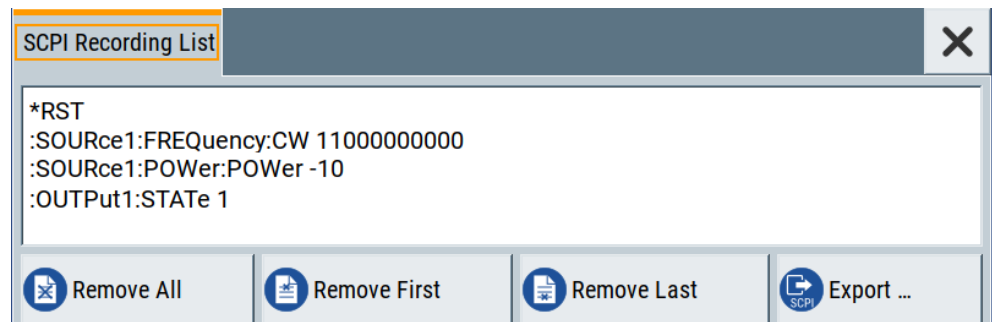 SCPI Recording List
*RST
:SOURce1:FREQuency:CW 11000000000
:SOURce1:POWer:POWer -10
:OUTPut1:STATe 1
Remove All
Remove First
Remove Last
SCPI
Export ...